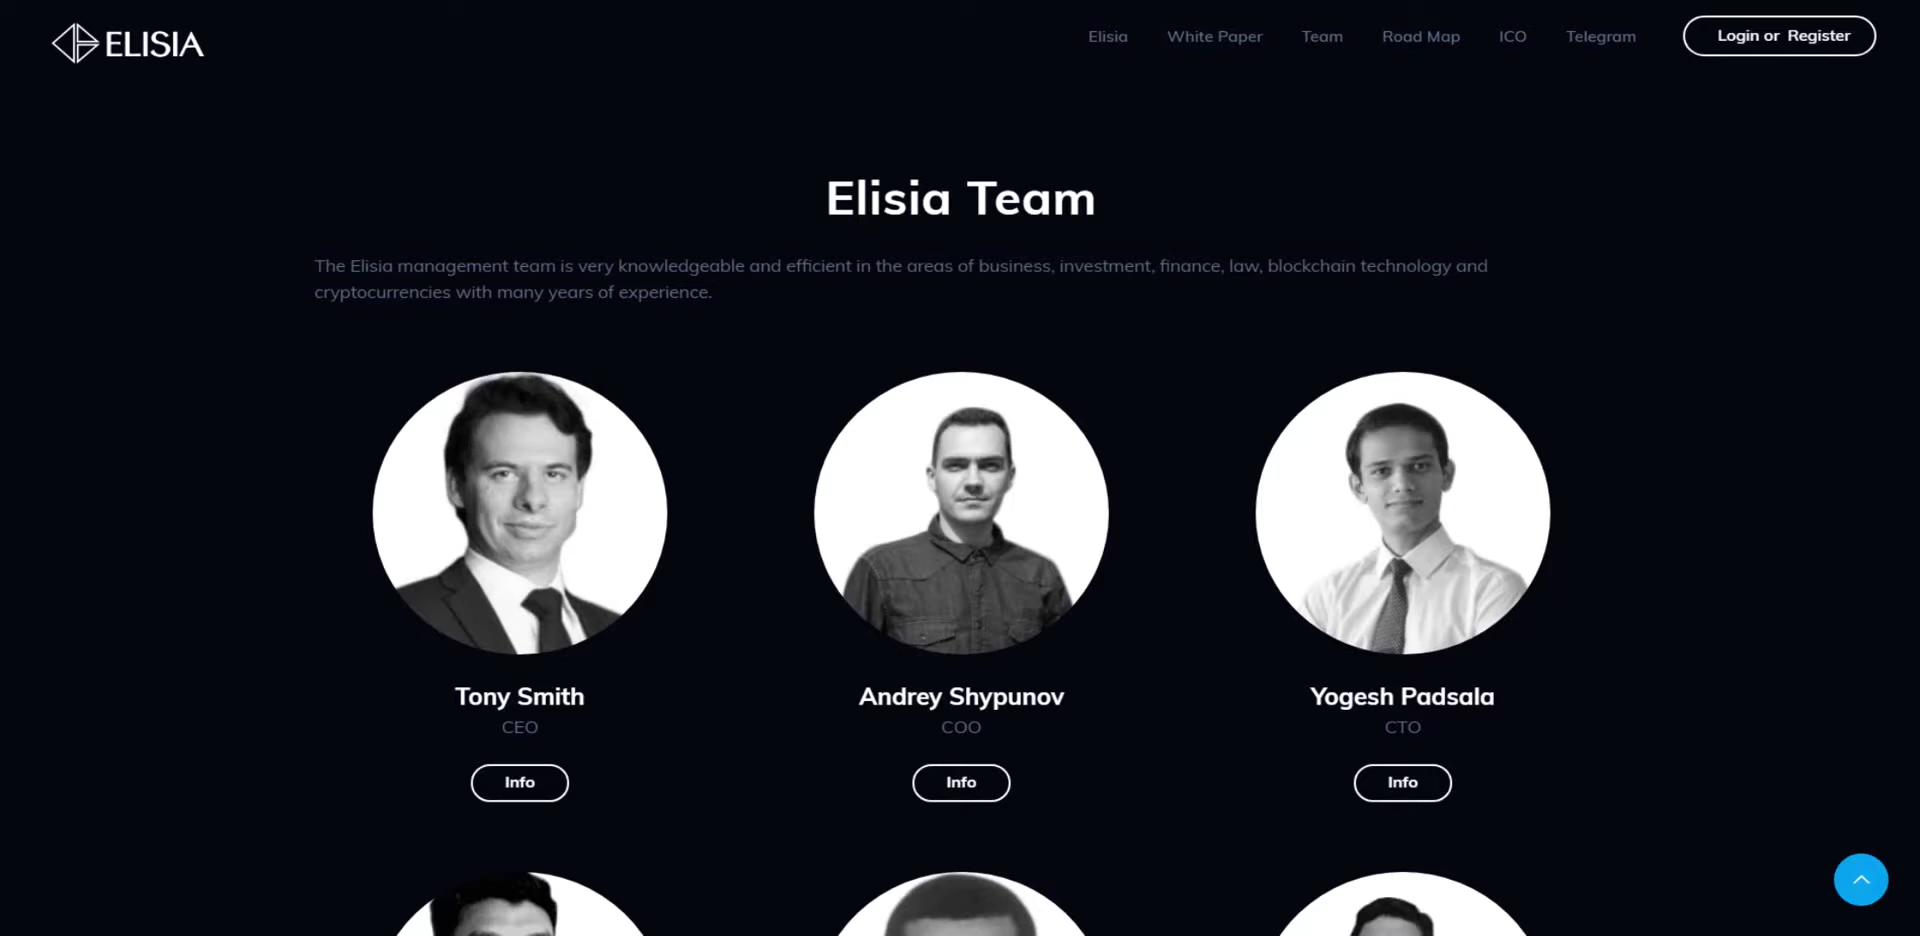 ELISIA
Elisia
White Paper
Team
Road Map
ICO
Telegram
Login or Register
Elisia Team
The Elisia management team is very knowledgeable and efficient in the areas of business, investment, finance, law, blockchain technology and
cryptocurrencies with many years of experience.
Tony Smith
CEO
Info
Andrey Shypunov
COO
Info
Yogesh Padsala
CTO
Info